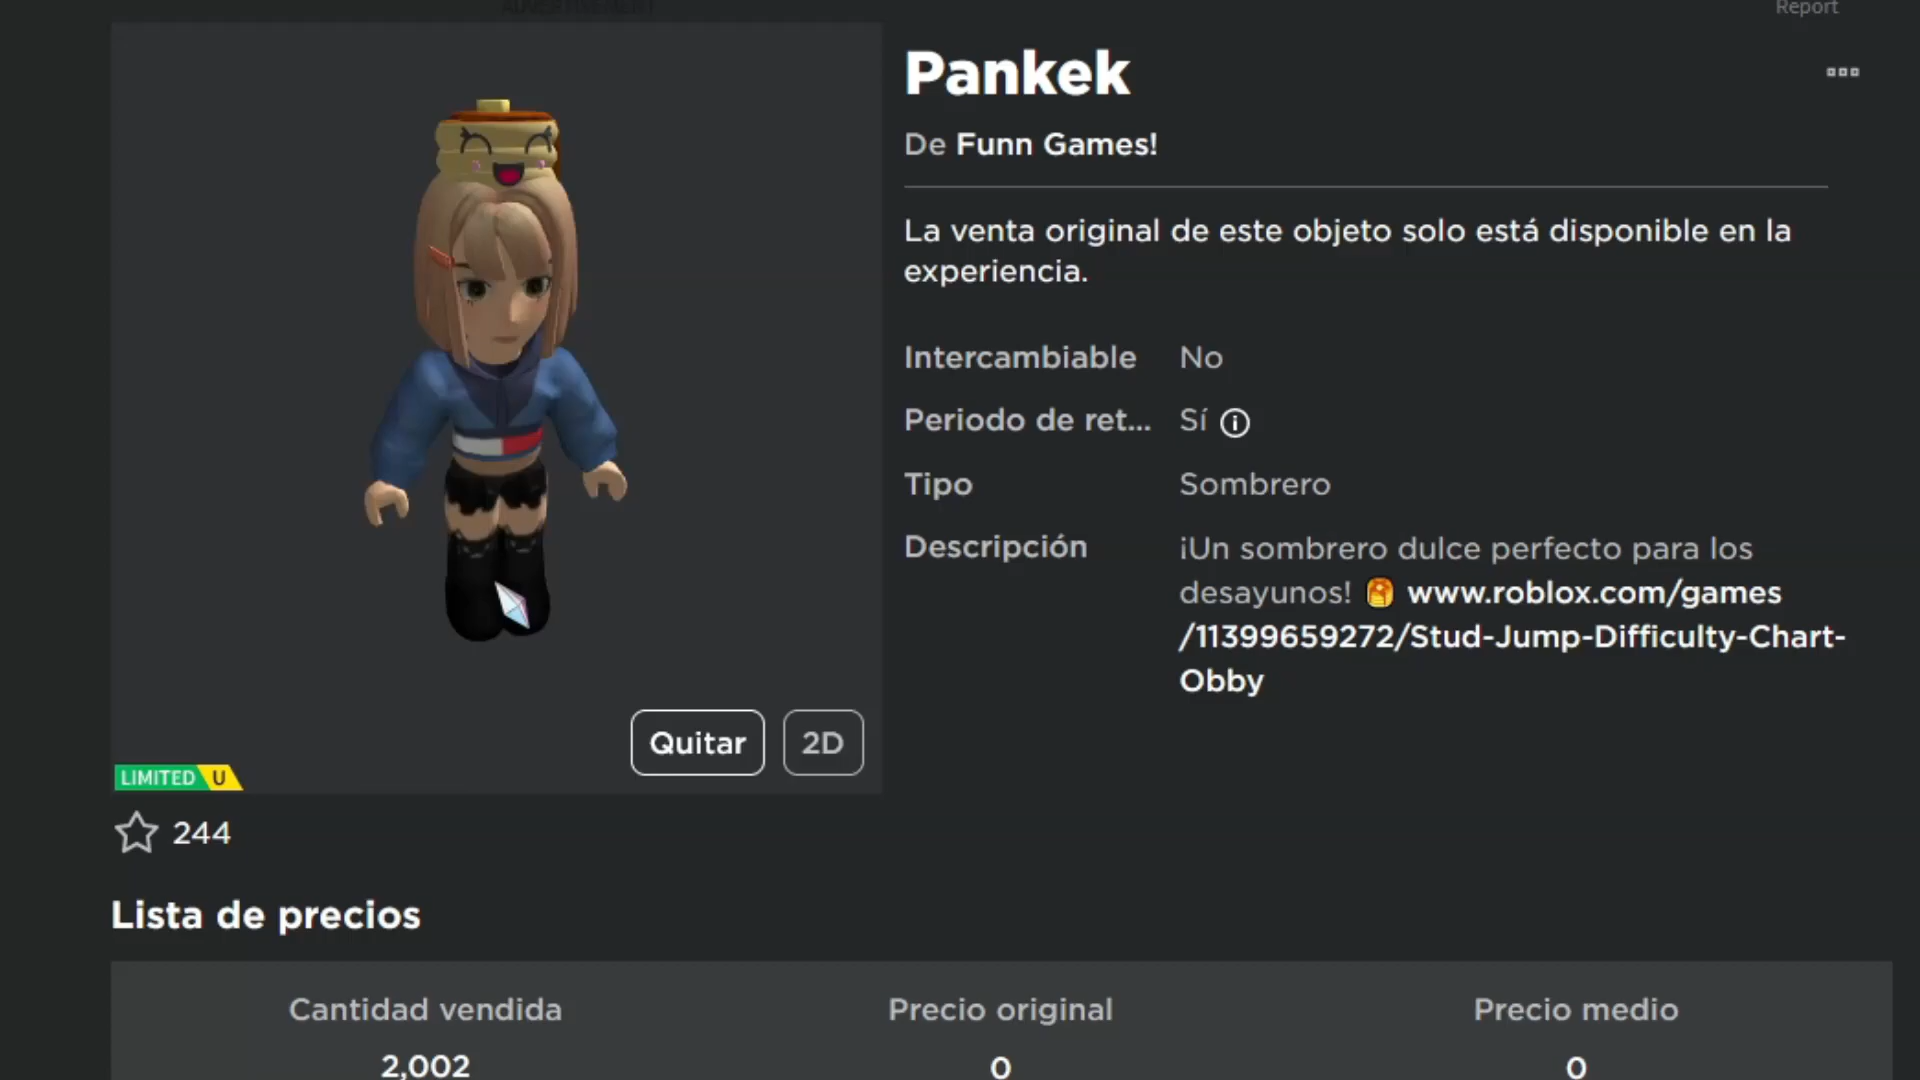 ADVERTISEMENT
Report
Pankek
De Funn Games!
La venta original de este objeto solo está disponible en la
experiencia.
Intercambiable No
Periodo de ret... Sí
Tipo Sombrero
Descripción ¡Un sombrero dulce perfecto para los
desayunos! 🥞 www.roblox.com/games
/11399659272/Stud-Jump-Difficulty-Chart-
Obby
Quitar 2D
LIMITED U
244
Lista de precios
Cantidad vendida Precio original Precio medio
2,002 0 0